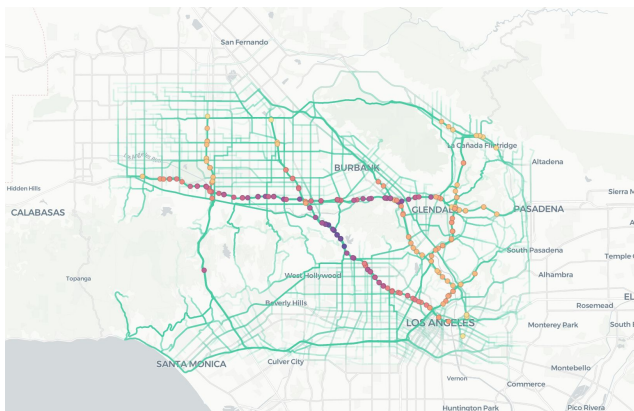 San Fernando
La Cañada Flintridge
BURBANK
Altadena
Hidden Hills
Sierra M
GLENDAL
PASADENA
CALABASAS
South Pasadena
Temple C
Topanga
West Hollywood
Alhambra
EL
Beverly Hills
Rosemead
LOS ANGELES
Monterey Park
South E
Culver City
SANTA MONICA
Montebello
Vernon
Commerce
Huntington Park
Pico Rivera